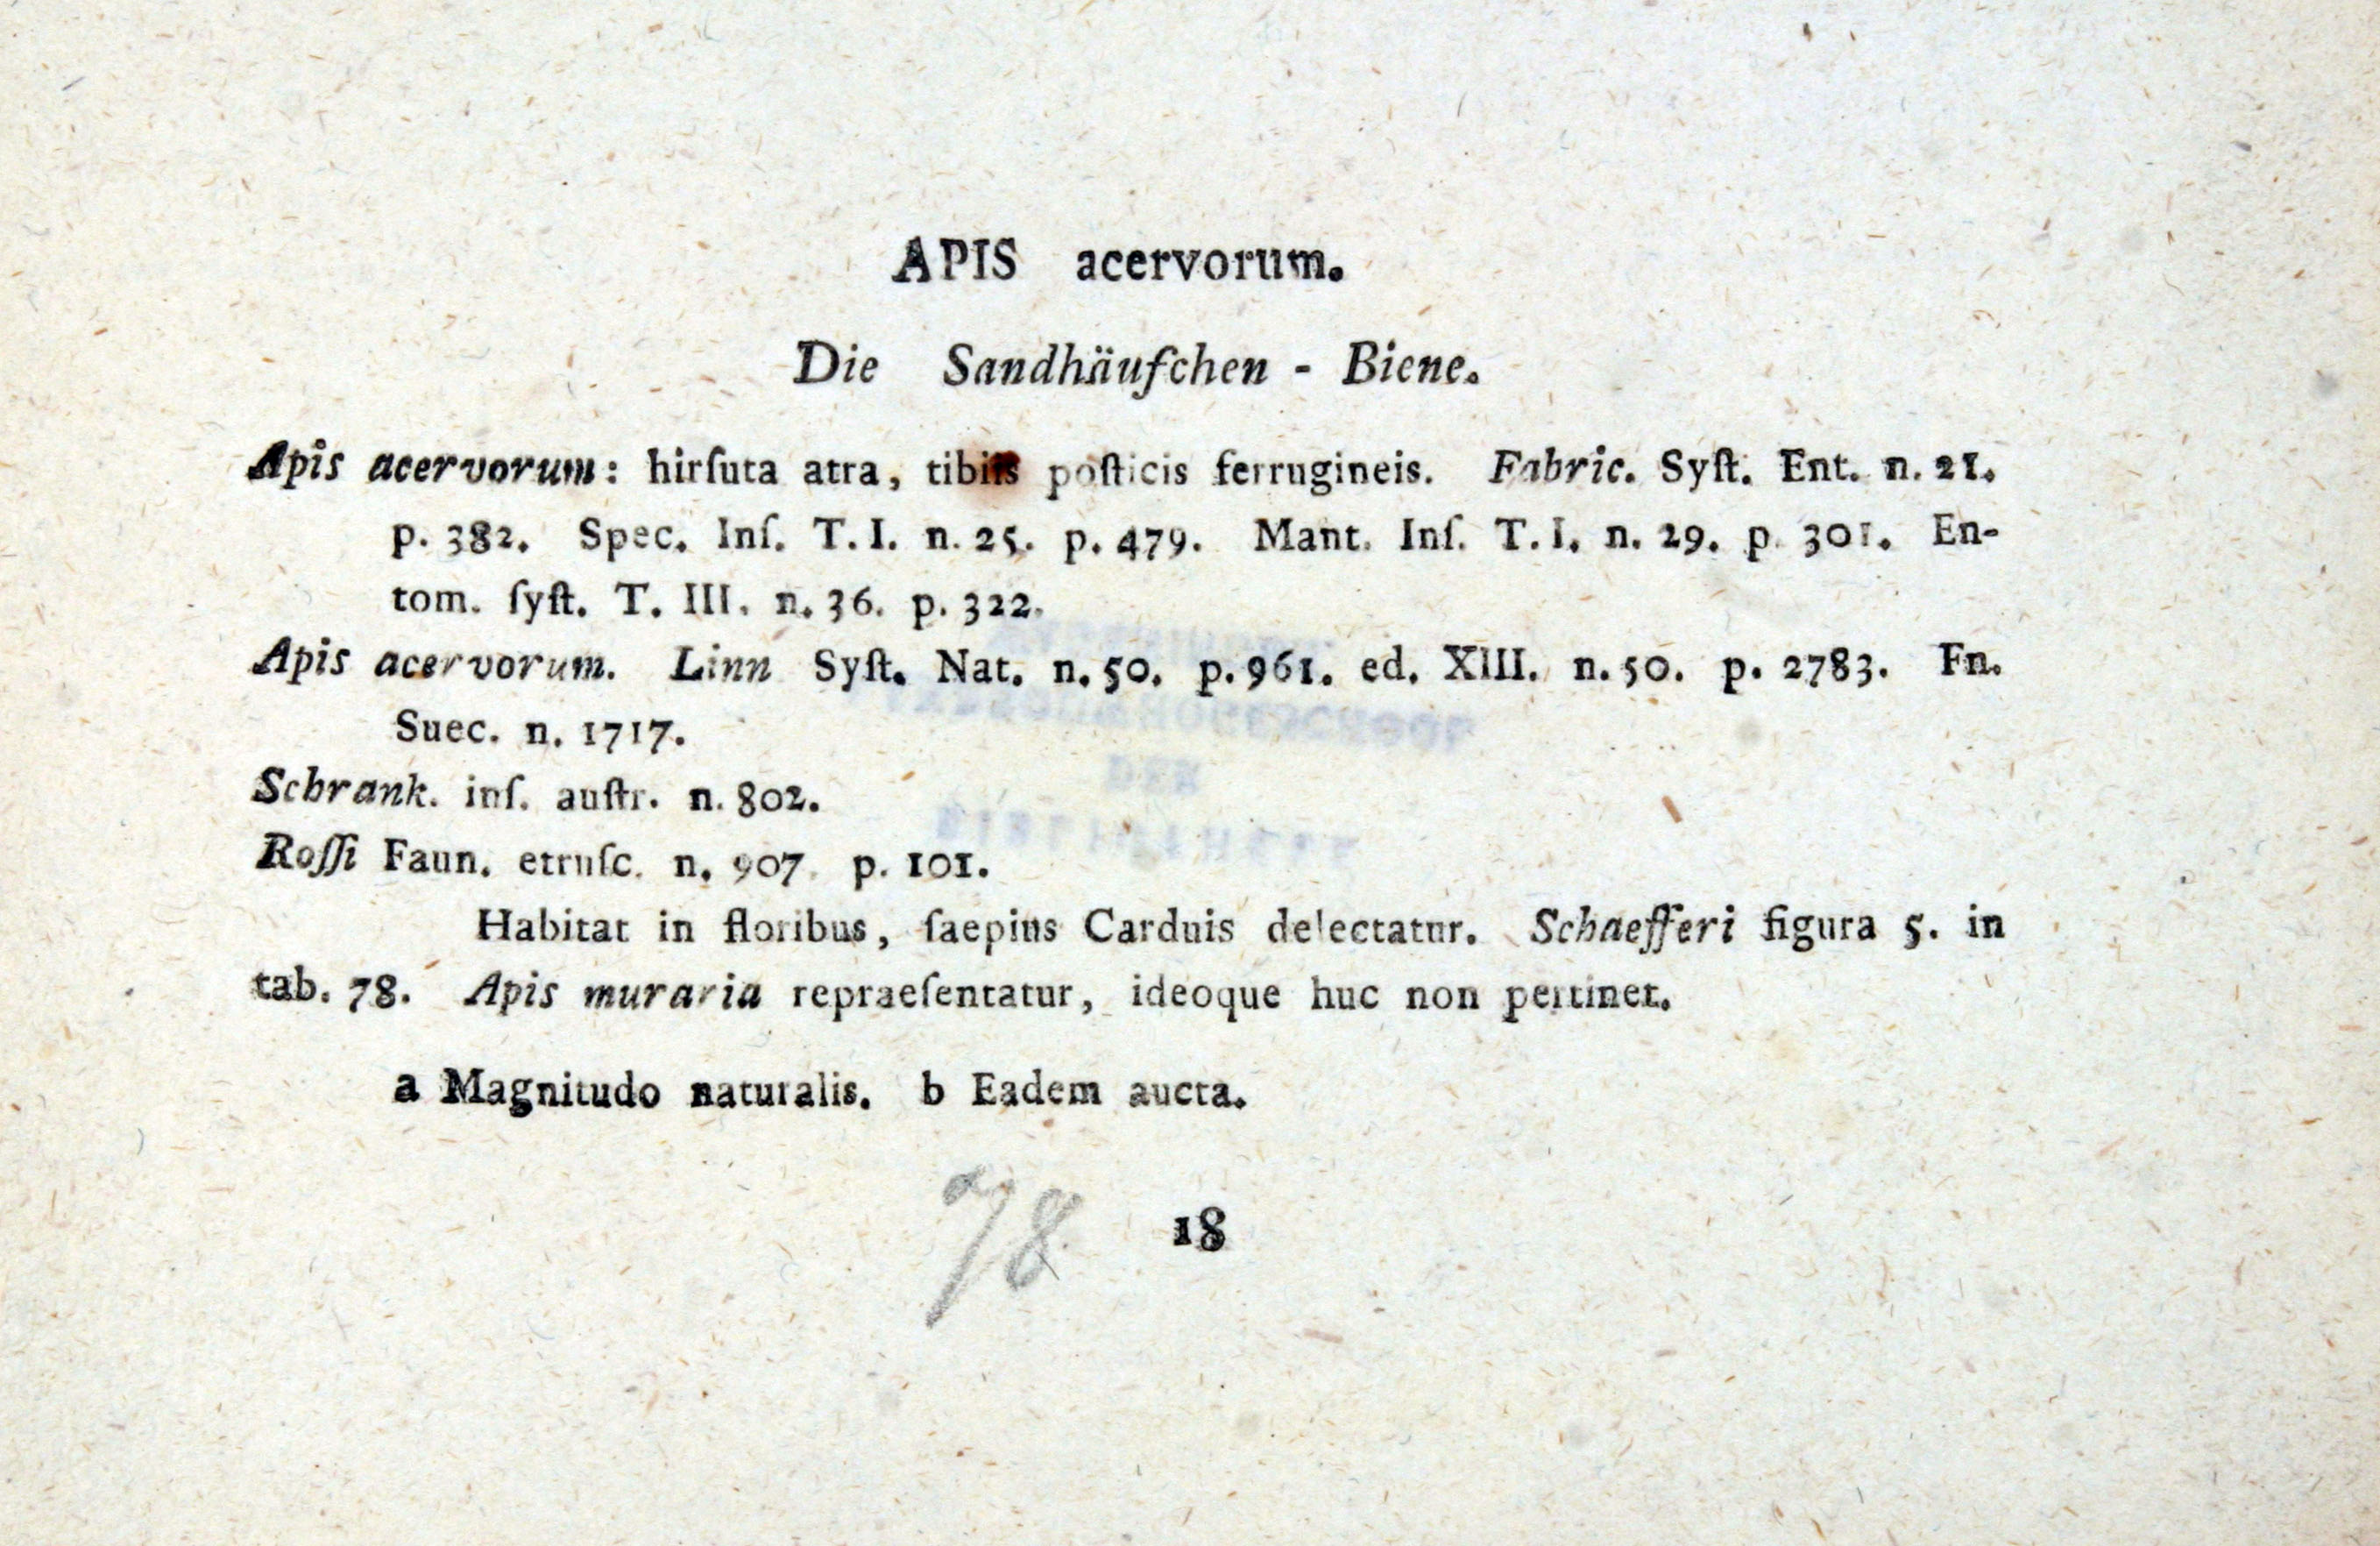 APIS acervorum.
Die Sandhäufchen - Biene.
Apis acervorum: hirſuta atra, tibiis poſticis ferrugineis. Fabric. Syſt. Ent. n. 21.
p. 382. Spec. Inſ. T. I. n. 25. p. 479. Mant. Inſ. T. I. n. 29. p. 301. En-
tom. ſyſt. T. III. n. 36. p. 322.
Apis acervorum. Linn Syſt. Nat. n. 50. p. 961. ed. XIII. n. 50. p. 2783. Fn.
Suec. n. 1717.
Schrank. inſ. auſtr. n. 802.
Roſſi Faun. etruſc. n. 907. p. 101.
Habitat in floribus, ſaepius Carduis delectatur. Schaefferi figura 5. in
tab. 78. Apis muraria repraeſentatur, ideoque huc non pertinet.
a Magnitudo naturalis. b Eadem aucta.
78 18